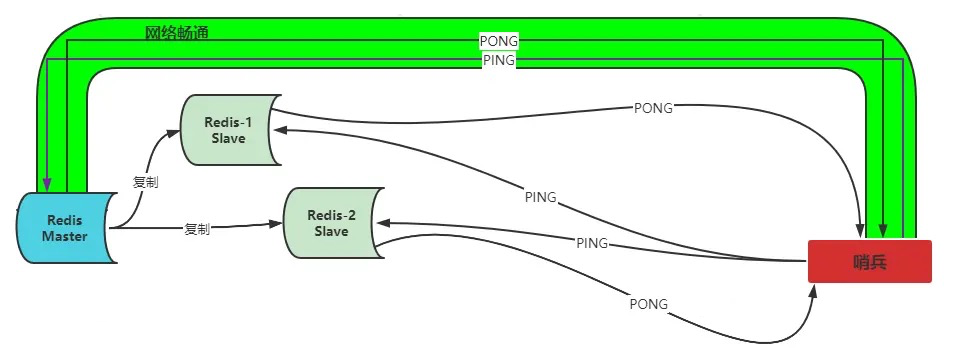 网络畅通
PONG
PING
Redis-1
Slave
PONG
复制
PING
Redis
Master
复制
Redis-2
Slave
PING
哨兵
PONG